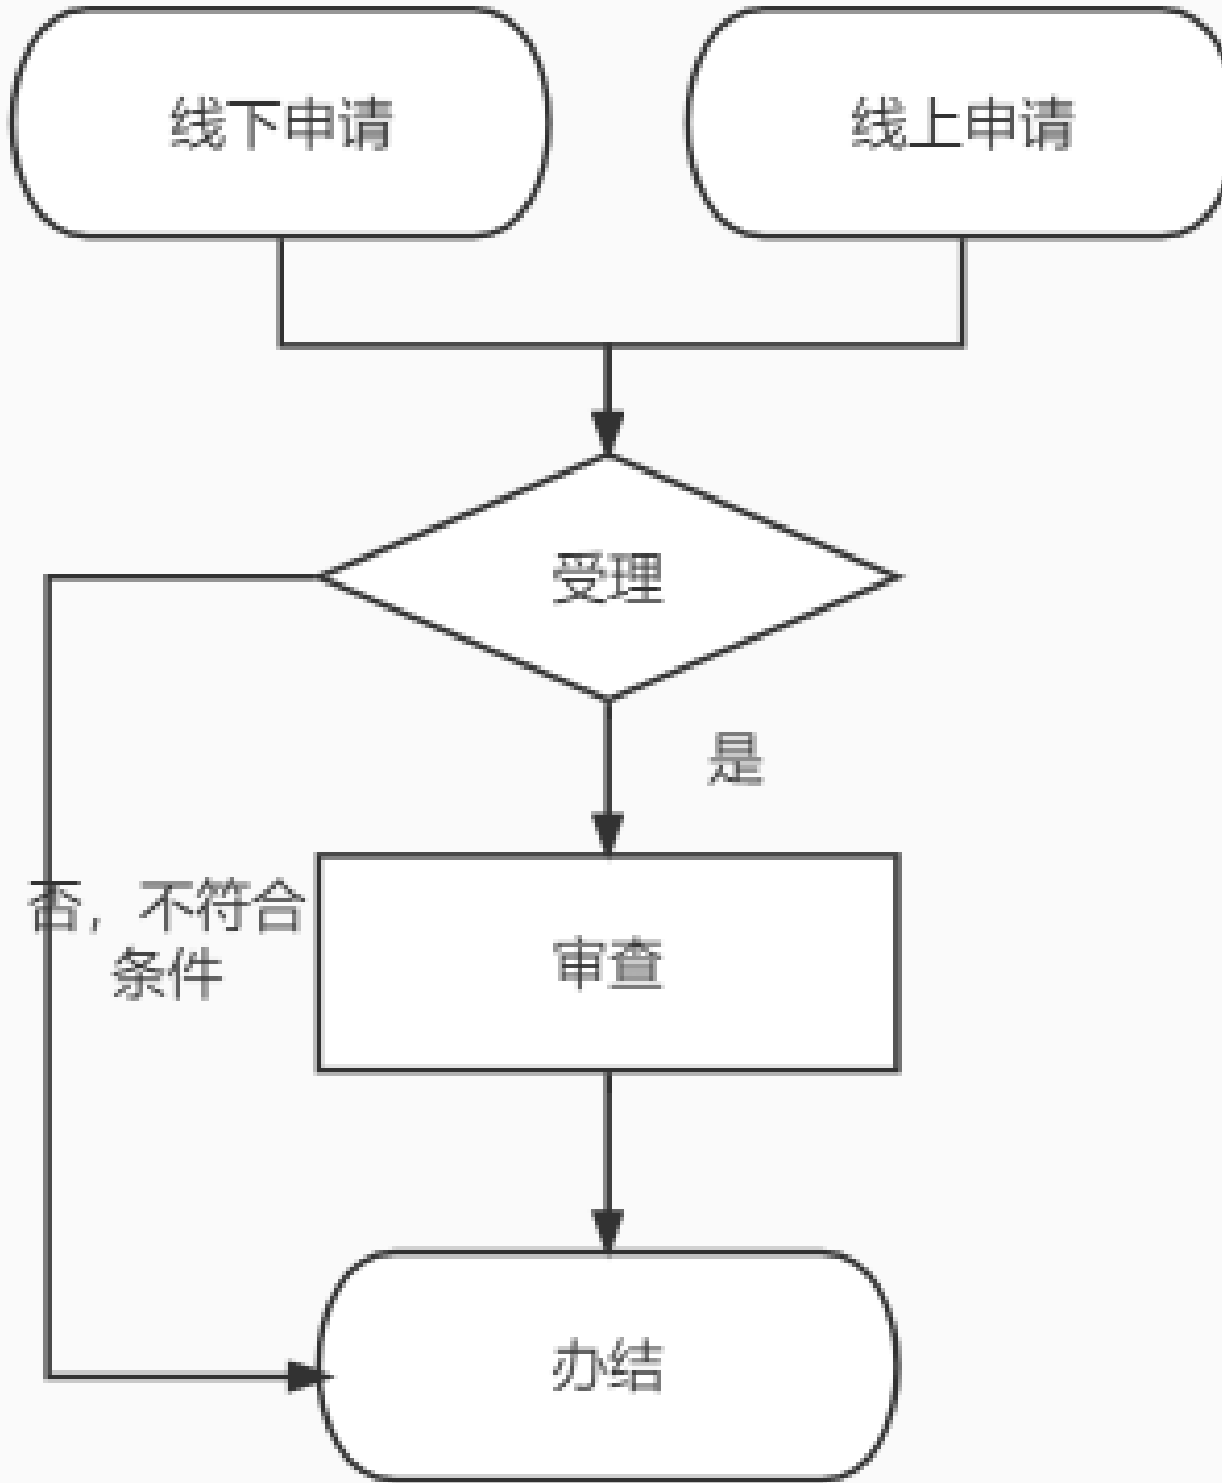 线下申请
线上申请
受理
是
否，不符合
条件
审查
办结